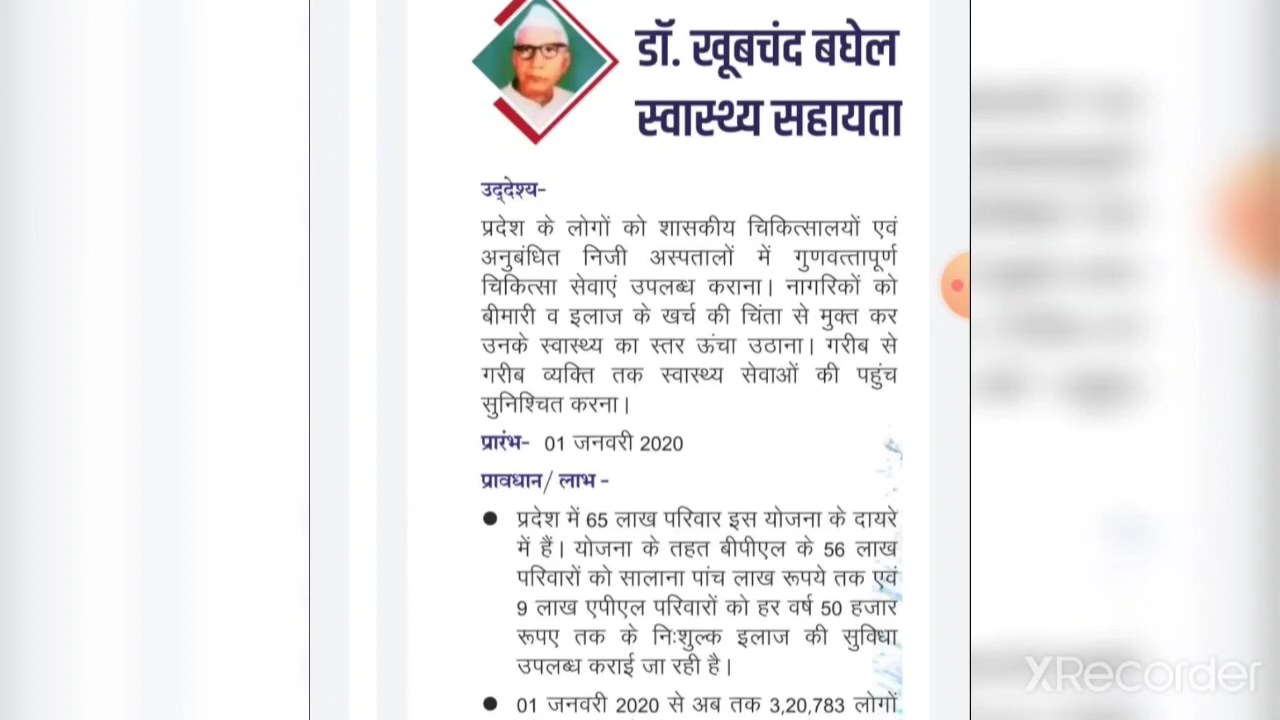 डॉ. खूबचंद बघेल
स्वास्थ्य सहायता
उद्देश्य-
प्रदेश के लोगों को शासकीय चिकित्सालयों एवं
अनुबंधित निजी अस्पतालों में गुणवत्तापूर्ण
चिकित्सा सेवाएं उपलब्ध कराना। नागरिकों को
बीमारी व इलाज के खर्च की चिंता से मुक्त कर
उनके स्वास्थ्य का स्तर ऊंचा उठाना। गरीब से
गरीब व्यक्ति तक स्वास्थ्य सेवाओं की पहुंच
सुनिश्चित करना।
प्रारंभ- 01 जनवरी 2020
प्रावधान/ लाभ -
● प्रदेश में 65 लाख परिवार इस योजना के दायरे
में हैं। योजना के तहत बीपीएल के 56 लाख
परिवारों को सालाना पांच लाख रूपये तक एवं
9 लाख एपीएल परिवारों को हर वर्ष 50 हजार
रूपए तक के निःशुल्क इलाज की सुविधा
उपलब्ध कराई जा रही है।
● 01 जनवरी 2020 से अब तक 3,20,783 लोगों
XRecorder